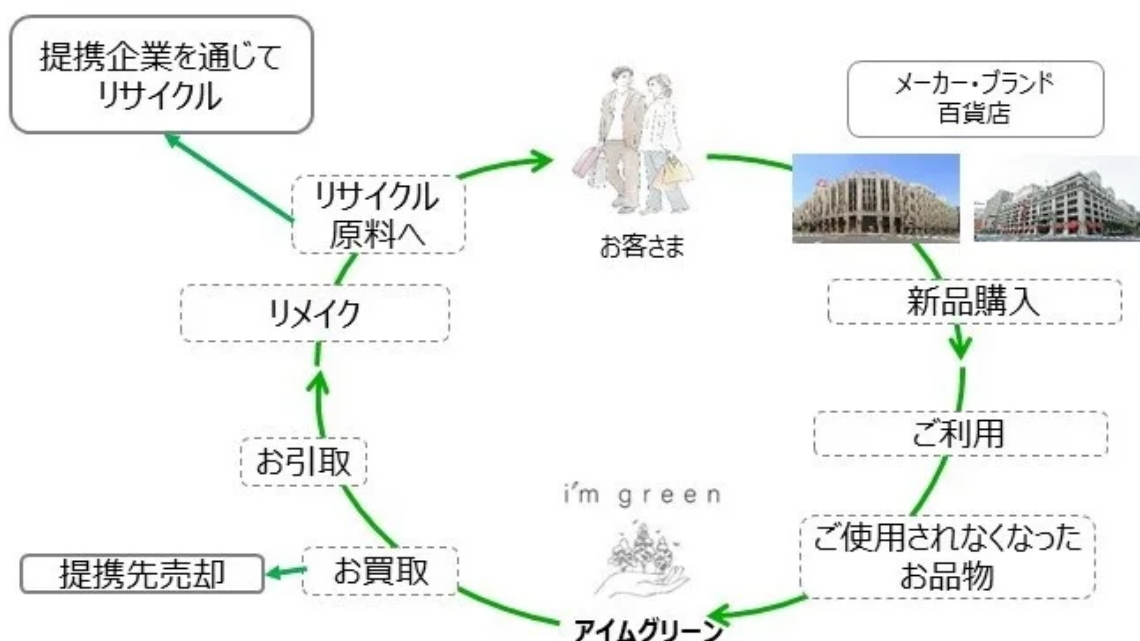 提携企業を通じて
リサイクル
メーカー・ブランド
百貨店
リサイクル
原料へ
お客さま
リメイク
新品購入
お引取
ご利用
i'm green
ご使用されなくなった
お品物
提携先売却
お買取
アイムグリーン